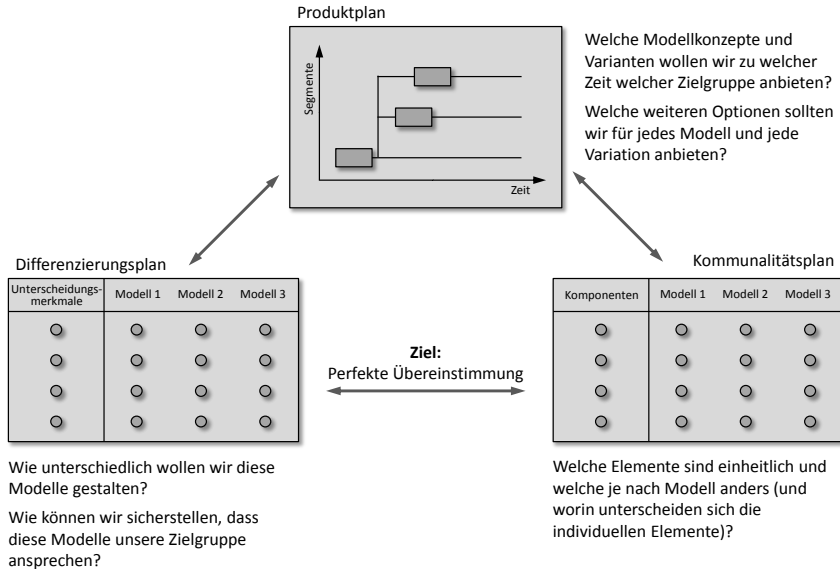 Produktplan
Segmente
Zeit
Welche Modellkonzepte und
Varianten wollen wir zu welcher
Zeit welcher Zielgruppe anbieten?
Welche weiteren Optionen sollten
wir für jedes Modell und jede
Variation anbieten?
Differenzierungsplan
Unterscheidungs-
merkmale
Modell 1 Modell 2 Modell 3
Wie unterschiedlich wollen wir diese
Modelle gestalten?
Wie können wir sicherstellen, dass
diese Modelle unsere Zielgruppe
ansprechen?
Ziel:
Perfekte Übereinstimmung
Kommunalitätsplan
Komponenten Modell 1 Modell 2 Modell 3
Welche Elemente sind einheitlich und
welche je nach Modell anders (und
worin unterscheiden sich die
individuellen Elemente)?